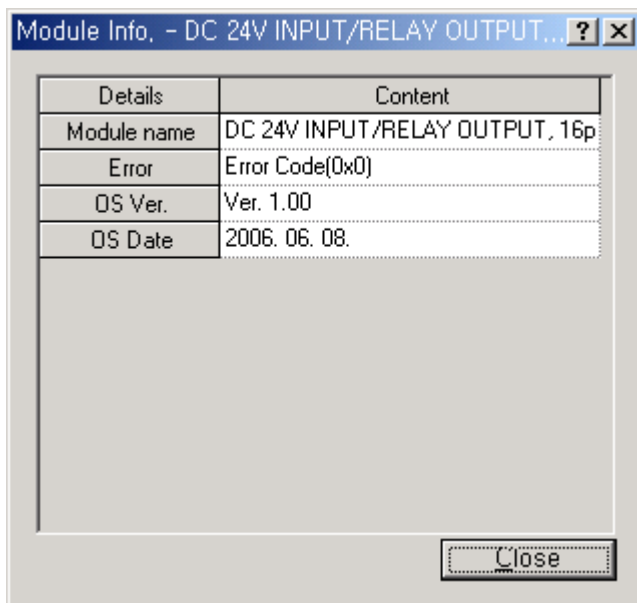 Module Info. - DC 24V INPUT/RELAY OUTPUT...
Details Content
Module name DC 24V INPUT/RELAY OUTPUT, 16p
Error Error Code(0x0)
OS Ver. Ver. 1.00
OS Date 2006. 06. 08.
Close